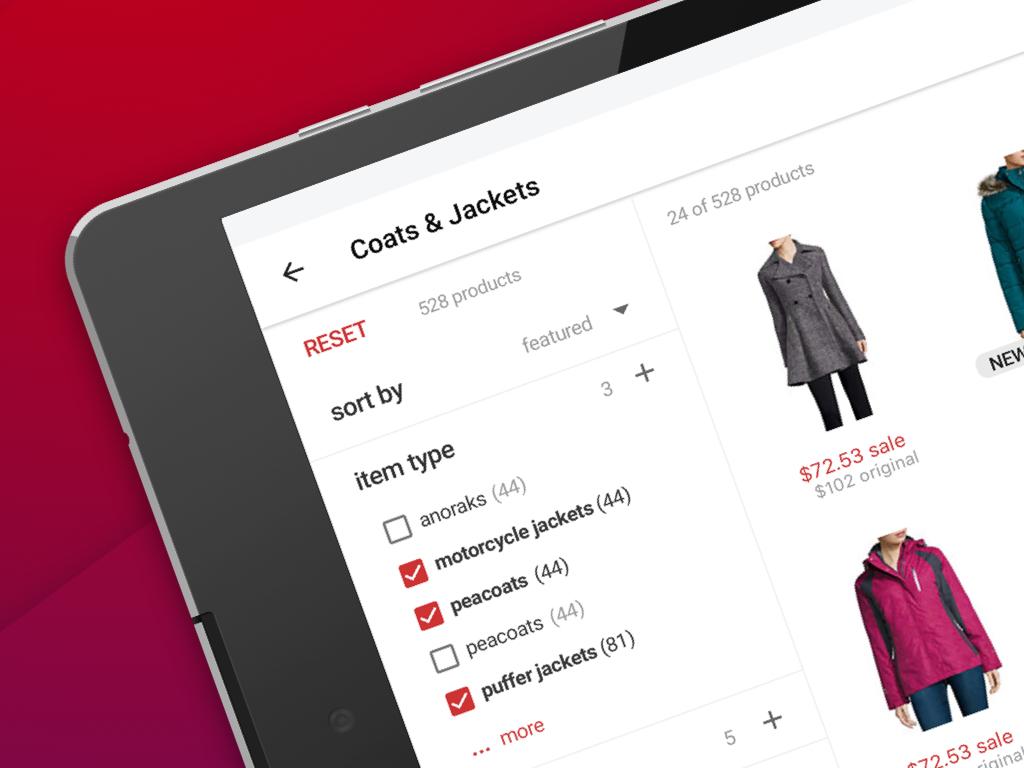 Coats & Jackets
RESET
528 products
sort by
featured
item type
3
anoraks (44)
motorcycle jackets (44)
peacoats (44)
peacoats (44)
puffer jackets (81)
... more
5
24 of 528 products
$72.53 sale
$102 original
NEW
$72.53 sale